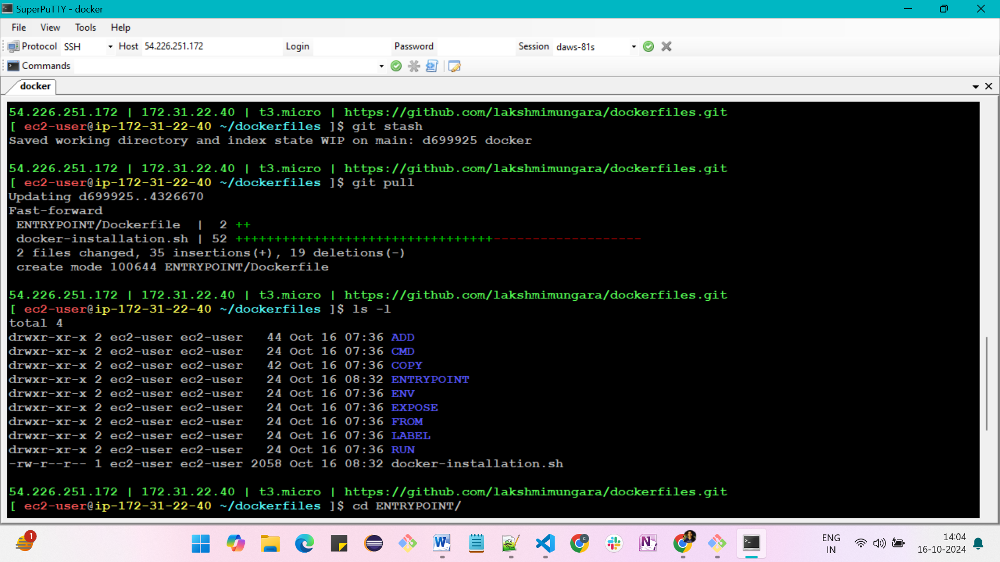 SuperPuTTY - docker
File View Tools Help
Protocol SSH Host 54.226.251.172 Login Password Session daws-81s
Commands
docker
54.226.251.172 | 172.31.22.40 | t3.micro | https://github.com/lakshmimungara/dockerfiles.git
[ ec2-user@ip-172-31-22-40 ~/dockerfiles ]$ git stash
Saved working directory and index state WIP on main: d699925 docker
54.226.251.172 | 172.31.22.40 | t3.micro | https://github.com/lakshmimungara/dockerfiles.git
[ ec2-user@ip-172-31-22-40 ~/dockerfiles ]$ git pull
Updating d699925..4326670
Fast-forward
ENTRYPOINT/Dockerfile | 2 ++
docker-installation.sh | 52 +++++++++++++++++++++++++++++++++-------------------
2 files changed, 35 insertions(+), 19 deletions(-)
create mode 100644 ENTRYPOINT/Dockerfile
54.226.251.172 | 172.31.22.40 | t3.micro | https://github.com/lakshmimungara/dockerfiles.git
[ ec2-user@ip-172-31-22-40 ~/dockerfiles ]$ ls -l
total 4
drwxr-xr-x 2 ec2-user ec2-user 44 Oct 16 07:36 ADD
drwxr-xr-x 2 ec2-user ec2-user 24 Oct 16 07:36 CMD
drwxr-xr-x 2 ec2-user ec2-user 42 Oct 16 07:36 COPY
drwxr-xr-x 2 ec2-user ec2-user 24 Oct 16 08:32 ENTRYPOINT
drwxr-xr-x 2 ec2-user ec2-user 24 Oct 16 07:36 ENV
drwxr-xr-x 2 ec2-user ec2-user 24 Oct 16 07:36 EXPOSE
drwxr-xr-x 2 ec2-user ec2-user 24 Oct 16 07:36 FROM
drwxr-xr-x 2 ec2-user ec2-user 24 Oct 16 07:36 LABEL
drwxr-xr-x 2 ec2-user ec2-user 24 Oct 16 07:36 RUN
-rw-r--r-- 1 ec2-user ec2-user 2058 Oct 16 08:32 docker-installation.sh
54.226.251.172 | 172.31.22.40 | t3.micro | https://github.com/lakshmimungara/dockerfiles.git
[ ec2-user@ip-172-31-22-40 ~/dockerfiles ]$ cd ENTRYPOINT/
1
ENG
IN
14:04
16-10-2024